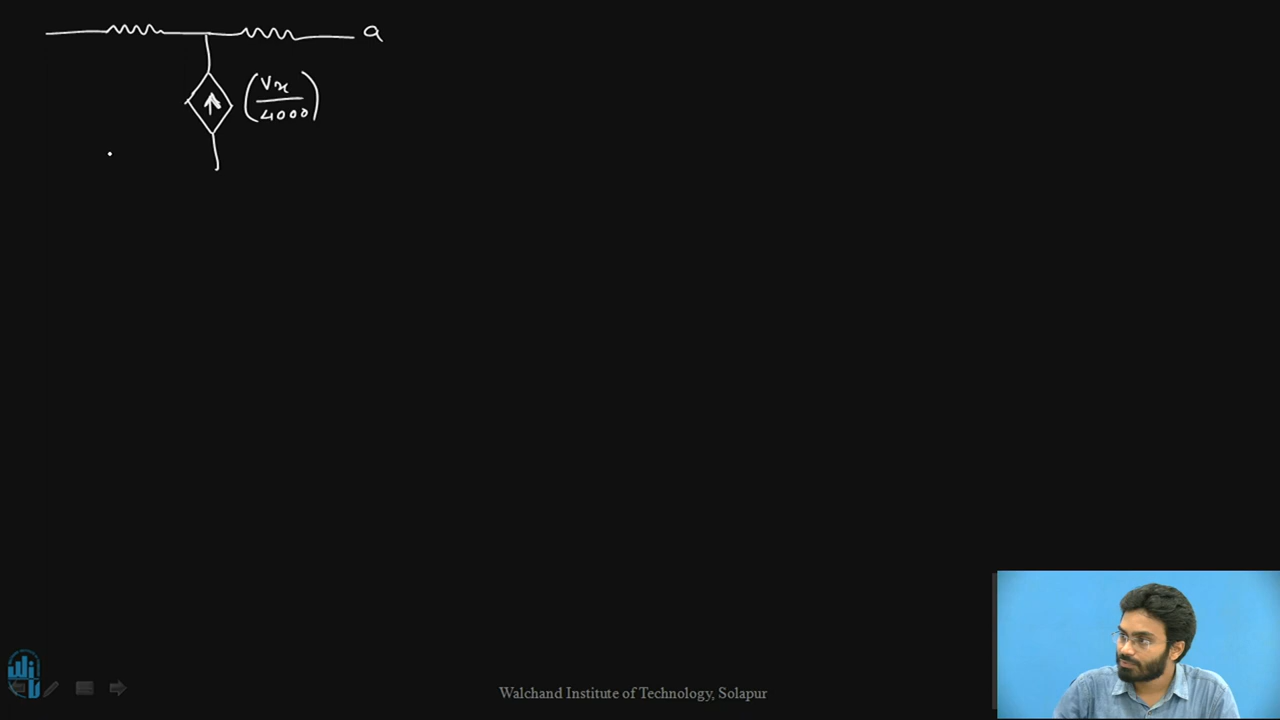 a
(Vx/4000)
Walchand Institute of Technology, Solapur